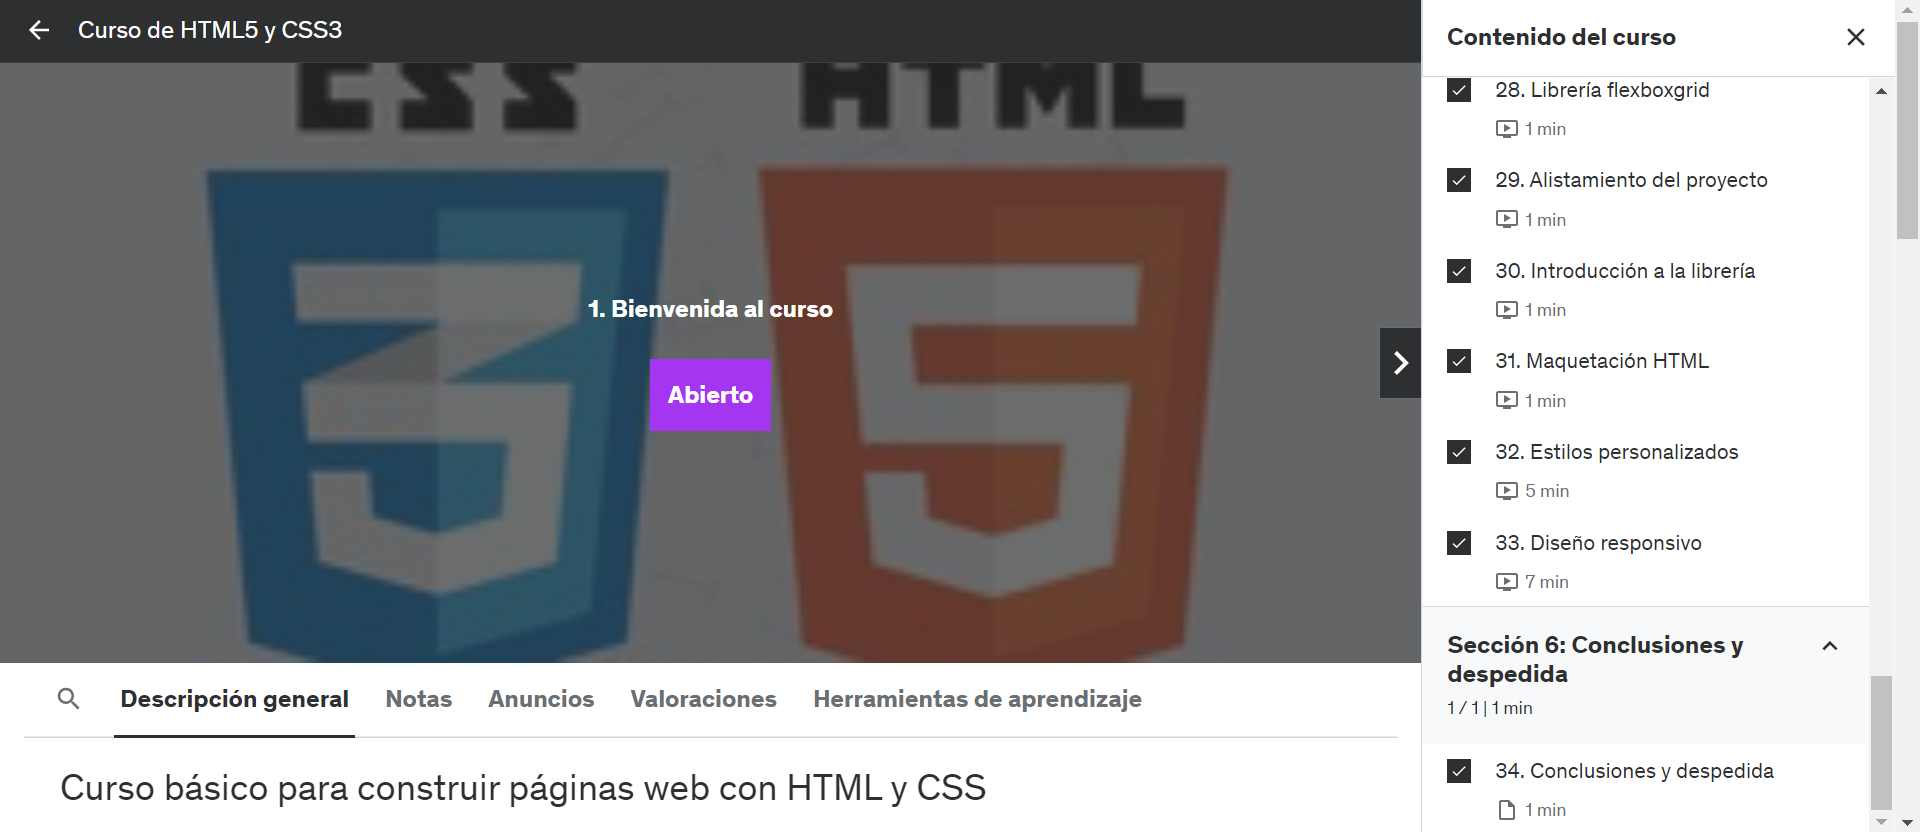 Curso de HTML5 y CSS3
CSS HTML
3 5
1. Bienvenida al curso
Abierto
Descripción general Notas Anuncios Valoraciones Herramientas de aprendizaje
Curso básico para construir páginas web con HTML y CSS
Contenido del curso
28. Librería flexboxgrid
1 min
29. Alistamiento del proyecto
1 min
30. Introducción a la librería
1 min
31. Maquetación HTML
1 min
32. Estilos personalizados
5 min
33. Diseño responsivo
7 min
Sección 6: Conclusiones y
despedida
1 / 1 | 1 min
34. Conclusiones y despedida
1 min